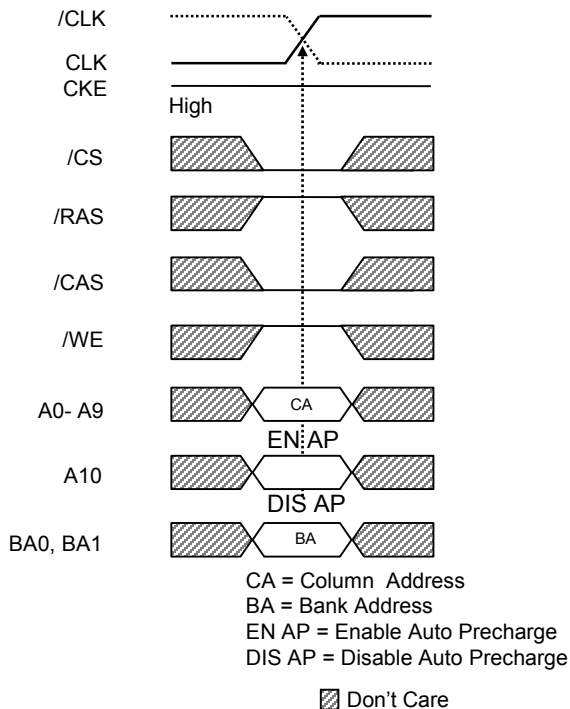 /CLK
CLK
CKE
High
/CS
/RAS
/CAS
/WE
A0- A9
CA
EN AP
A10
DIS AP
BA0, BA1
BA
CA = Column Address
BA = Bank Address
EN AP = Enable Auto Precharge
DIS AP = Disable Auto Precharge
Don't Care